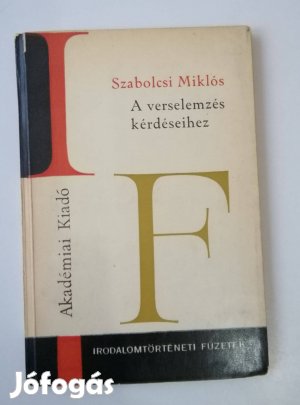 Szabolcsi Miklós
A verselemzés
kérdéseihez
Akadémiai Kiadó
I
F
IRODALOMTÖRTÉNETI FÜZETEK
Jófogás